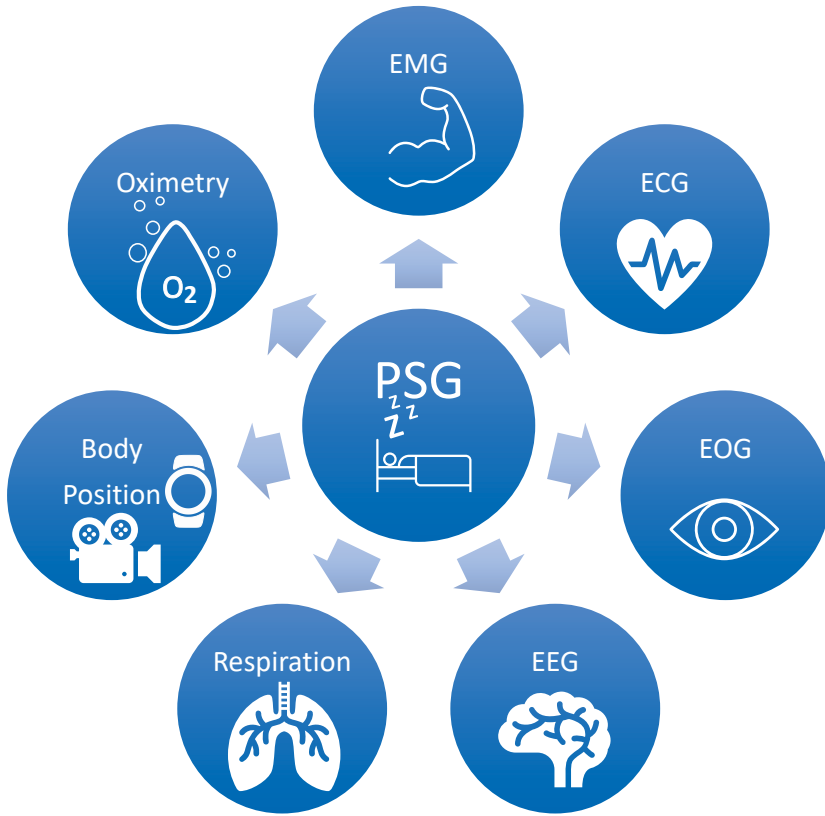 EMG
Oximetry
O₂
ECG
PSG
z
z
z
Body
Position
EOG
Respiration
EEG